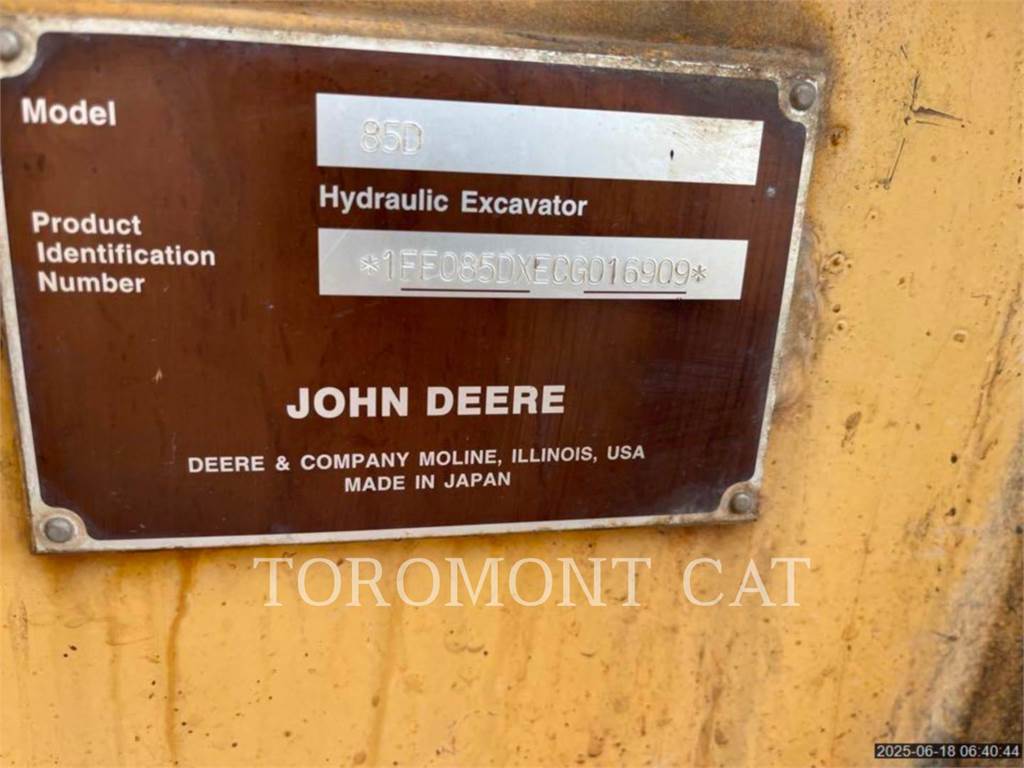 Model
85D
Hydraulic Excavator
Product
Identification
Number
*1FF085DXECG016909*
JOHN DEERE
DEERE & COMPANY MOLINE, ILLINOIS, USA
MADE IN JAPAN
TOROMONT CAT
2025-06-18 06:40:44